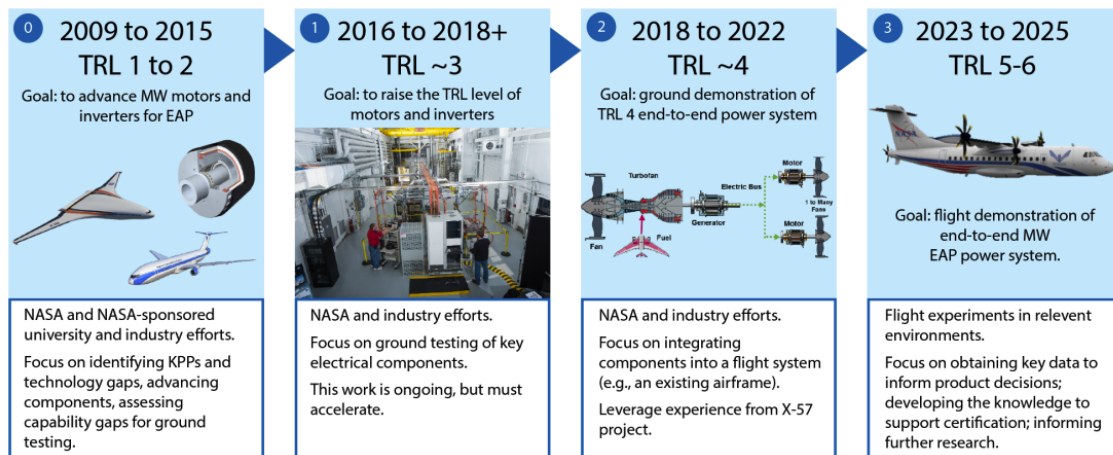 0
2009 to 2015
TRL 1 to 2
Goal: to advance MW motors and
inverters for EAP
NASA and NASA-sponsored
university and industry efforts.
Focus on identifying KPPs and
technology gaps, advancing
components, assessing
capability gaps for ground
testing.
1
2016 to 2018+
TRL ~3
Goal: to raise the TRL level of
motors and inverters
NASA and industry efforts.
Focus on ground testing of key
electrical components.
This work is ongoing, but must
accelerate.
2
2018 to 2022
TRL ~4
Goal: ground demonstration of
TRL 4 end-to-end power system
Turbofan
Fan
Fuel
Generator
Electric Bus
Motor
1 to Many
Fans
Motor
NASA and industry efforts.
Focus on integrating
components into a flight system
(e.g., an existing airframe).
Leverage experience from X-57
project.
3
2023 to 2025
TRL 5-6
NASA
Goal: flight demonstration of
end-to-end MW
EAP power system.
Flight experiments in relevent
environments.
Focus on obtaining key data to
inform product decisions;
developing the knowledge to
support certification; informing
further research.